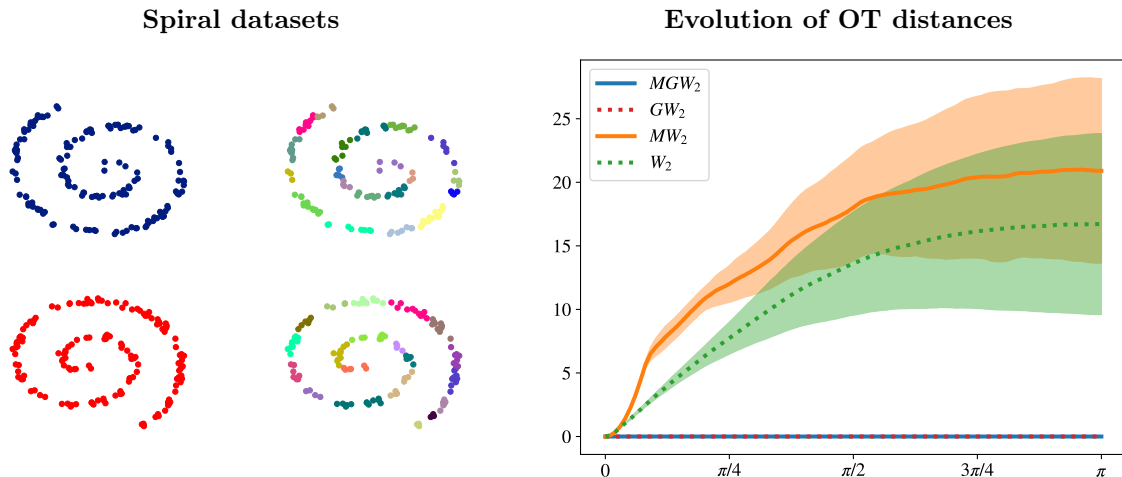 Spiral datasets
Evolution of OT distances
MGW₂
GW₂
MW₂
W₂
25
20
15
10
5
0
0 π/4 π/2 3π/4 π